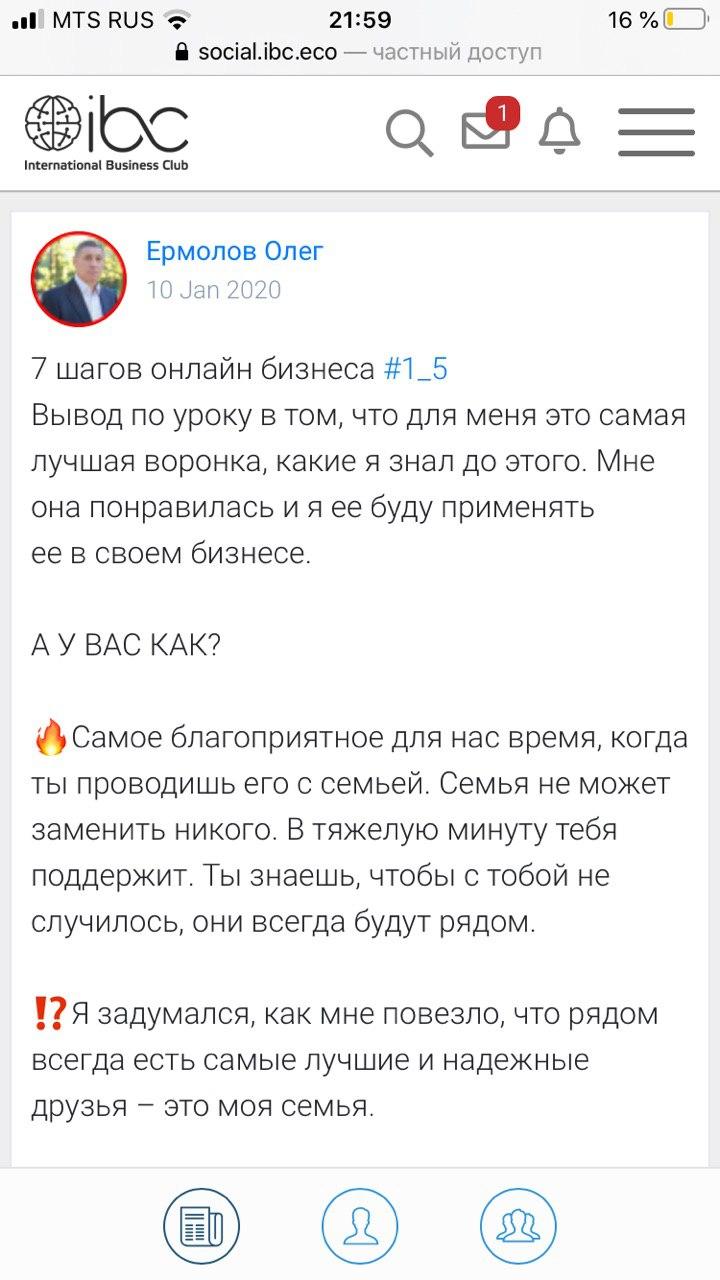 MTS RUS 21:59 16 %
social.ibc.eco — частный доступ
ibc
International Business Club
1
Ермолов Олег
10 Jan 2020
7 шагов онлайн бизнеса #1_5
Вывод по уроку в том, что для меня это самая
лучшая воронка, какие я знал до этого. Мне
она понравилась и я ее буду применять
ее в своем бизнесе.
А У ВАС КАК?
🔥Самое благоприятное для нас время, когда
ты проводишь его с семьей. Семья не может
заменить никого. В тяжелую минуту тебя
поддержит. Ты знаешь, чтобы с тобой не
случилось, они всегда будут рядом.
⁉️Я задумался, как мне повезло, что рядом
всегда есть самые лучшие и надежные
друзья – это моя семья.